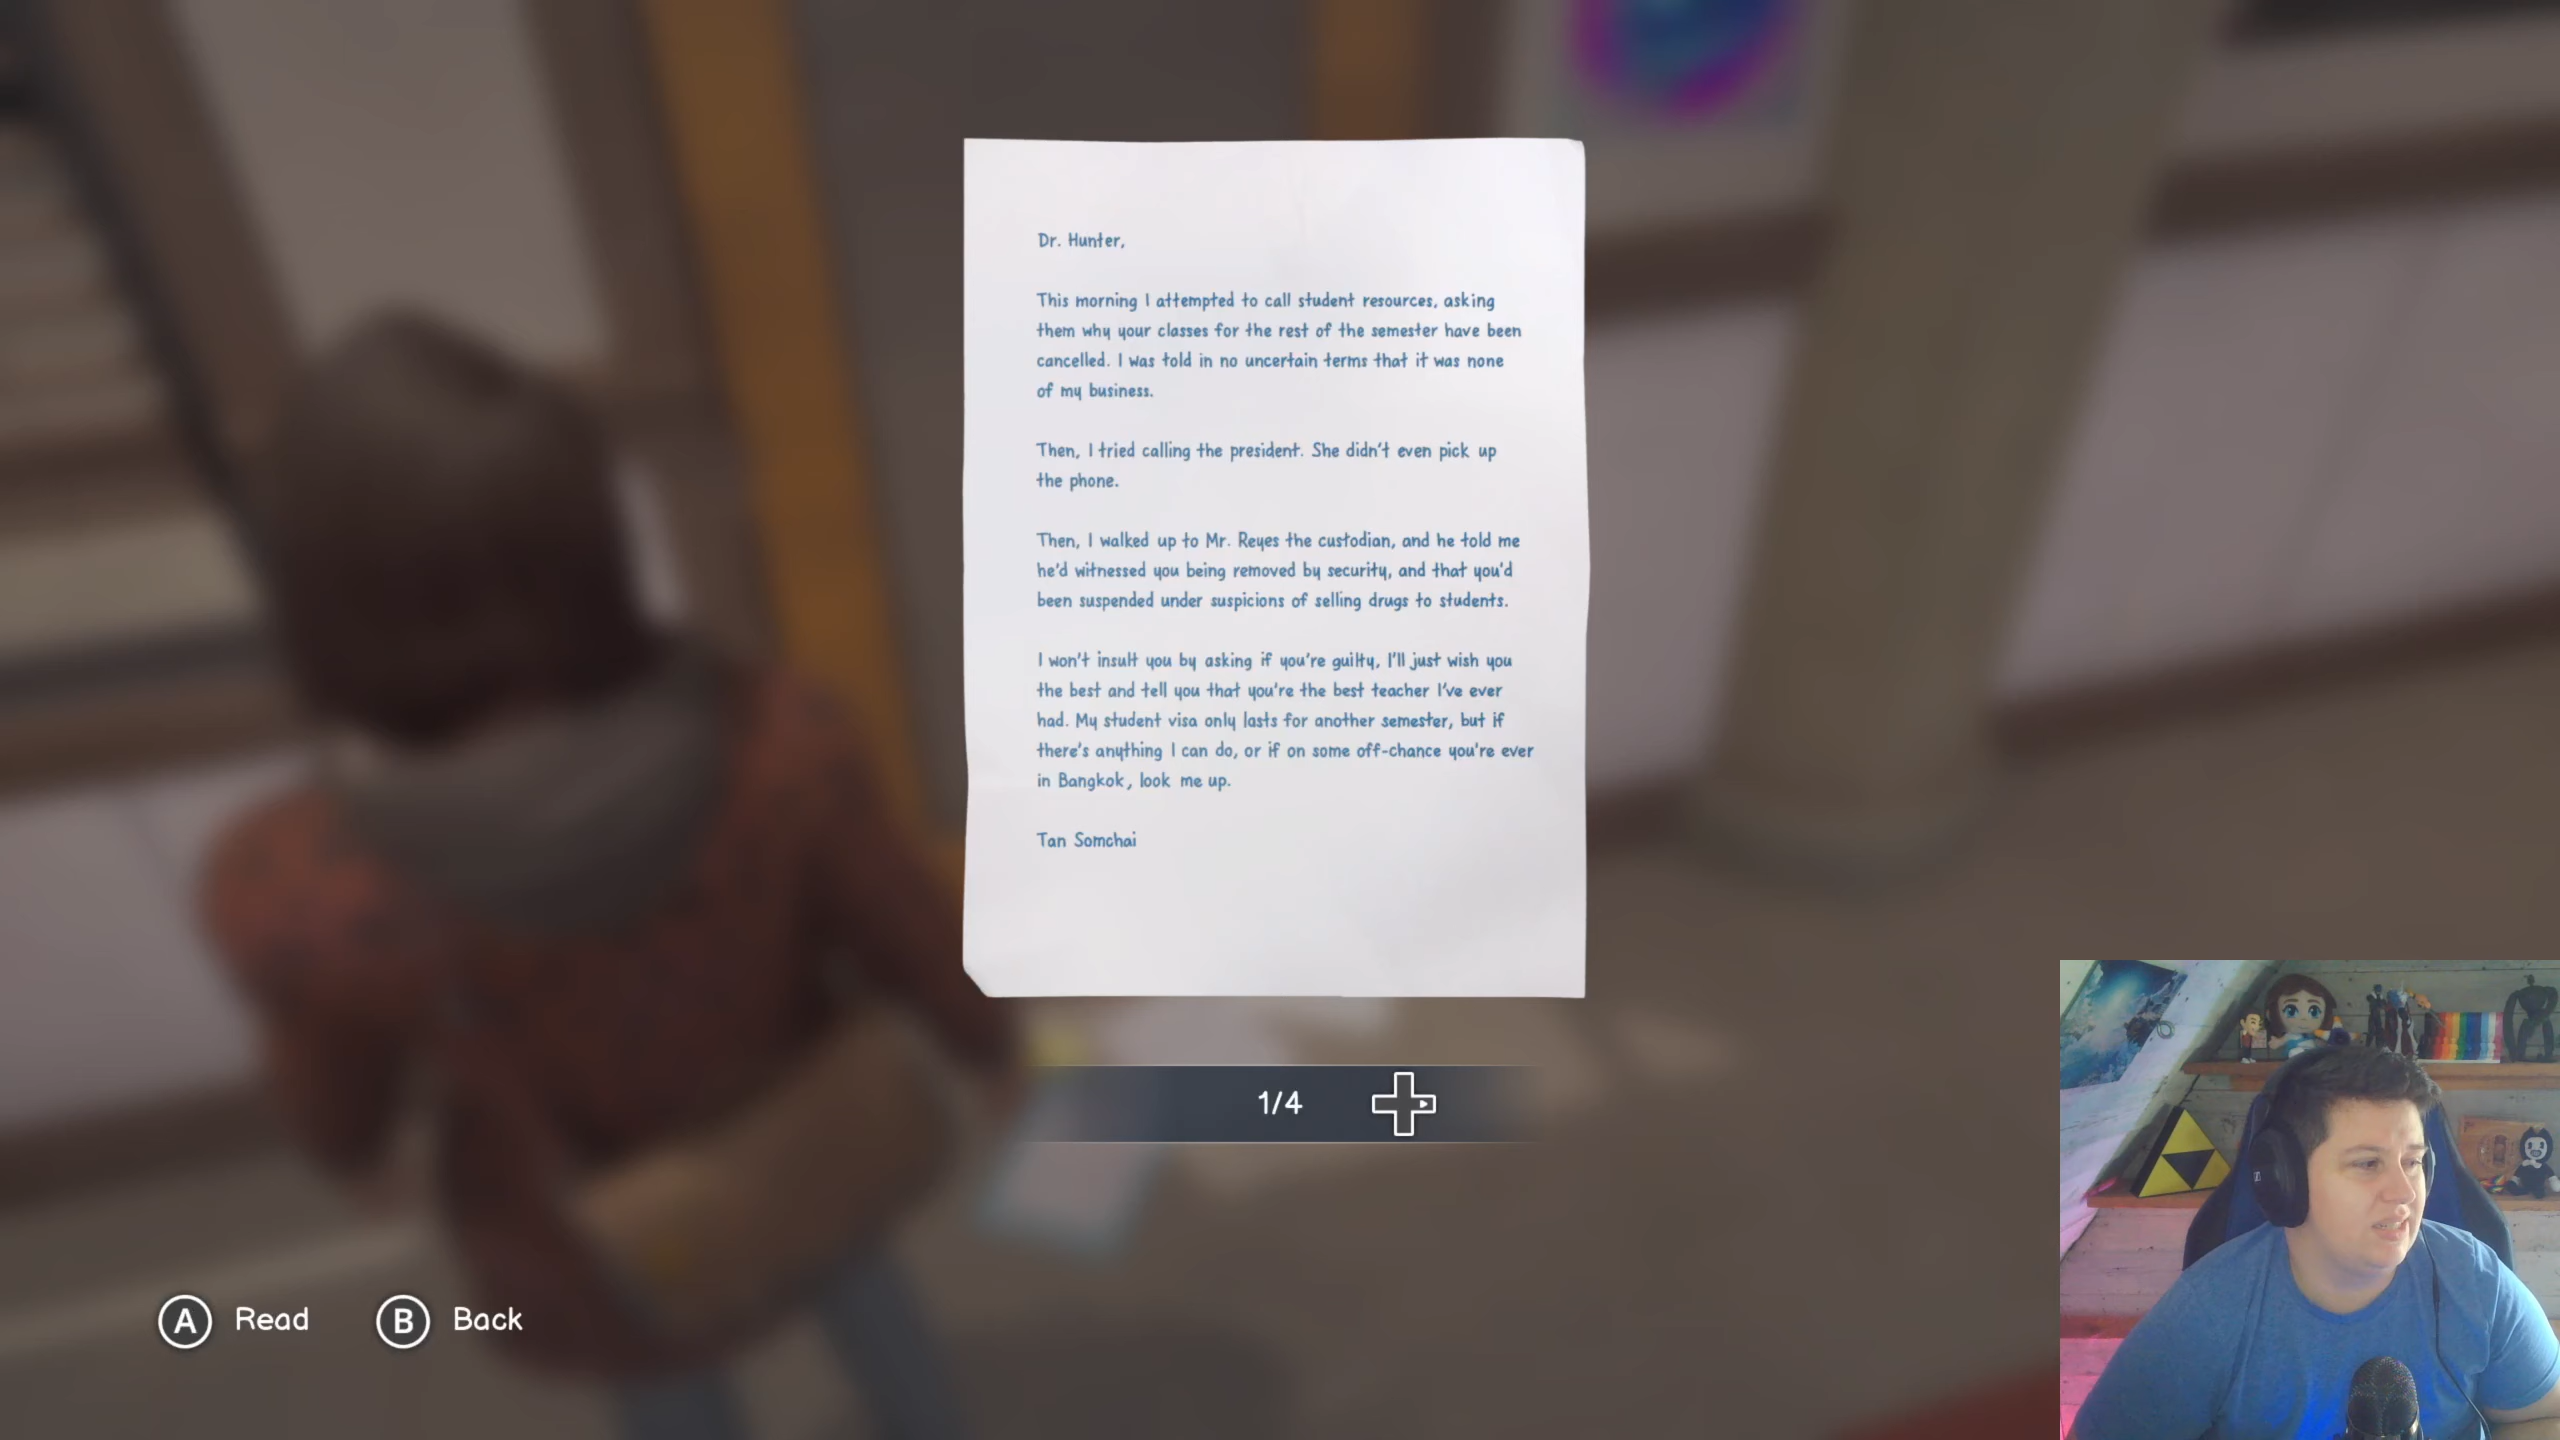 Dr. Hunter,
This morning I attempted to call student resources, asking
them why your classes for the rest of the semester have been
cancelled. I was told in no uncertain terms that it was none
of my business.
Then, I tried calling the president. She didn't even pick up
the phone.
Then, I walked up to Mr. Reyes the custodian, and he told me
he'd witnessed you being removed by security, and that you'd
been suspended under suspicions of selling drugs to students.
I won't insult you by asking if you're guilty, I'll just wish you
the best and tell you that you're the best teacher I've ever
had. My student visa only lasts for another semester, but if
there's anything I can do, or if on some off-chance you're ever
in Bangkok, look me up.
Tan Somchai
1/4
A Read B Back